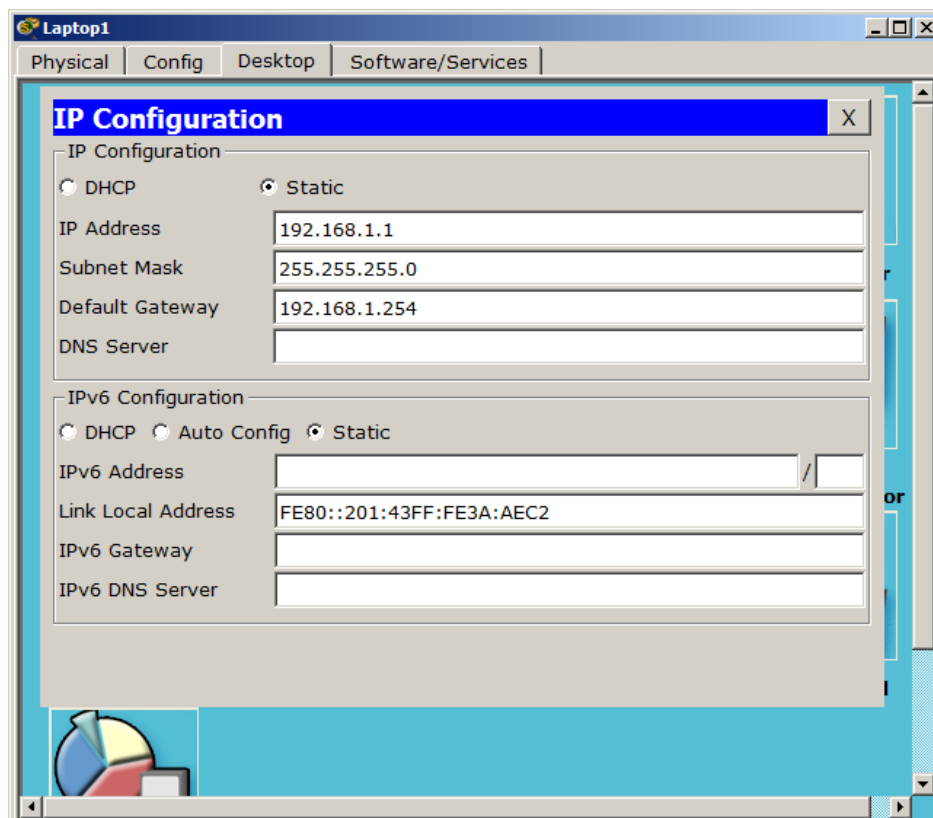 Laptop1
Physical Config Desktop Software/Services
IP Configuration X
IP Configuration
DHCP Static
IP Address 192.168.1.1
Subnet Mask 255.255.255.0
Default Gateway 192.168.1.254
DNS Server
IPv6 Configuration
DHCP Auto Config Static
IPv6 Address /
Link Local Address FE80::201:43FF:FE3A:AEC2
IPv6 Gateway
IPv6 DNS Server
r
or